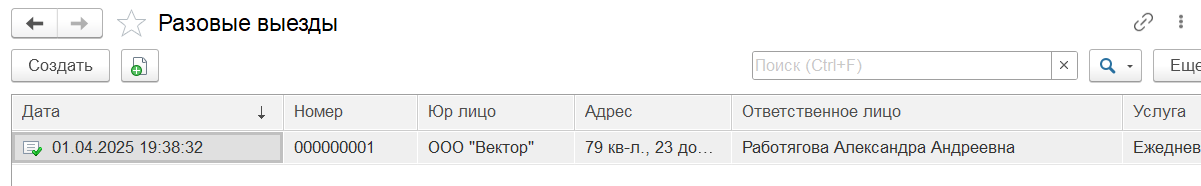 Разовые выезды
Создать Поиск (Ctrl+F) × Еще
Дата ↓ Номер Юр лицо Адрес Ответственное лицо Услуга
01.04.2025 19:38:32 000000001 ООО "Вектор" 79 кв-л., 23 до... Работягова Александра Андреевна Ежеднев